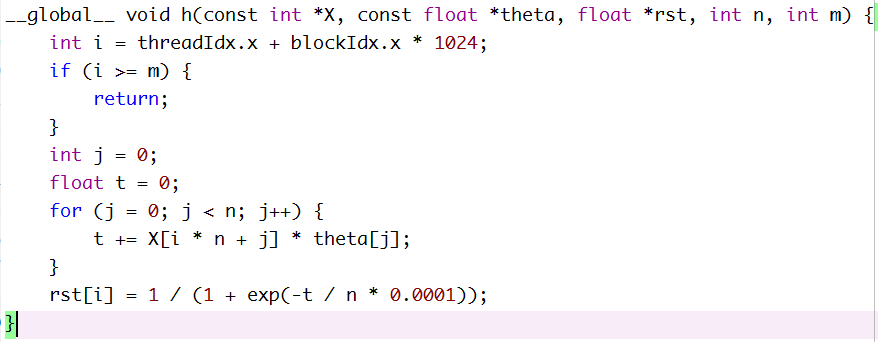 __global__ void h(const int *X, const float *theta, float *rst, int n, int m) {
    int i = threadIdx.x + blockIdx.x * 1024;
    if (i >= m) {
        return;
    }
    int j = 0;
    float t = 0;
    for (j = 0; j < n; j++) {
        t += X[i * n + j] * theta[j];
    }
    rst[i] = 1 / (1 + exp(-t / n * 0.0001));
}